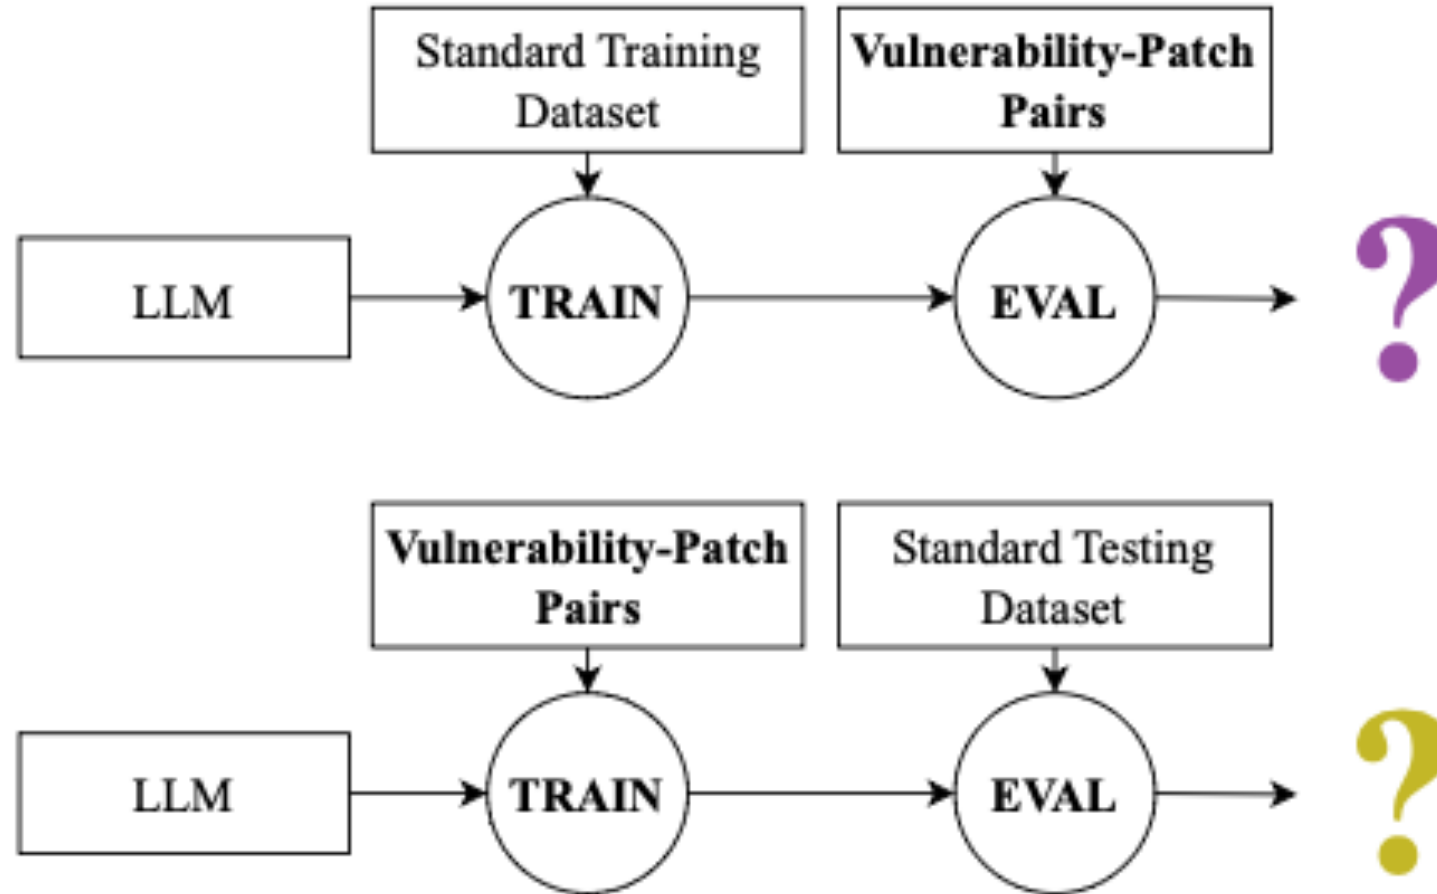 Standard Training
Dataset
Vulnerability-Patch
Pairs
LLM
TRAIN
EVAL
?
Vulnerability-Patch
Pairs
Standard Testing
Dataset
LLM
TRAIN
EVAL
?